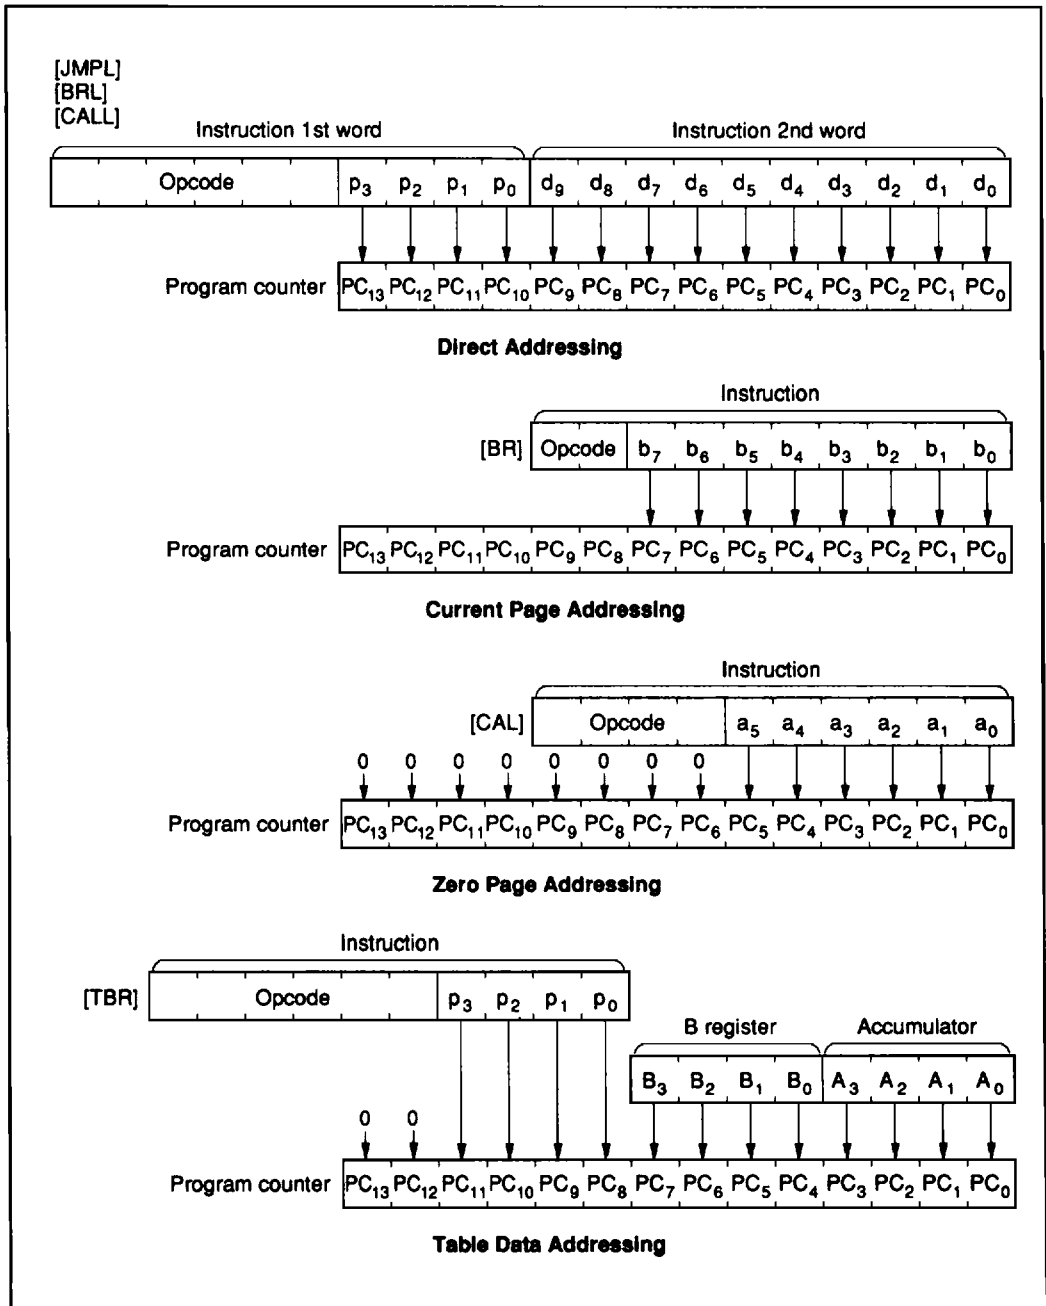 [JMPL]
[BRL]
[CALL]
Instruction 1st word Instruction 2nd word
Opcode p3 p2 p1 p0 d9 d8 d7 d6 d5 d4 d3 d2 d1 d0
Program counter PC13 PC12 PC11 PC10 PC9 PC8 PC7 PC6 PC5 PC4 PC3 PC2 PC1 PC0
Direct Addressing
Instruction
[BR] Opcode b7 b6 b5 b4 b3 b2 b1 b0
Program counter PC13 PC12 PC11 PC10 PC9 PC8 PC7 PC6 PC5 PC4 PC3 PC2 PC1 PC0
Current Page Addressing
Instruction
[CAL] Opcode a5 a4 a3 a2 a1 a0
0 0 0 0 0 0 0 0
Program counter PC13 PC12 PC11 PC10 PC9 PC8 PC7 PC6 PC5 PC4 PC3 PC2 PC1 PC0
Zero Page Addressing
Instruction
[TBR] Opcode p3 p2 p1 p0
B register Accumulator
B3 B2 B1 B0 A3 A2 A1 A0
0 0
Program counter PC13 PC12 PC11 PC10 PC9 PC8 PC7 PC6 PC5 PC4 PC3 PC2 PC1 PC0
Table Data Addressing